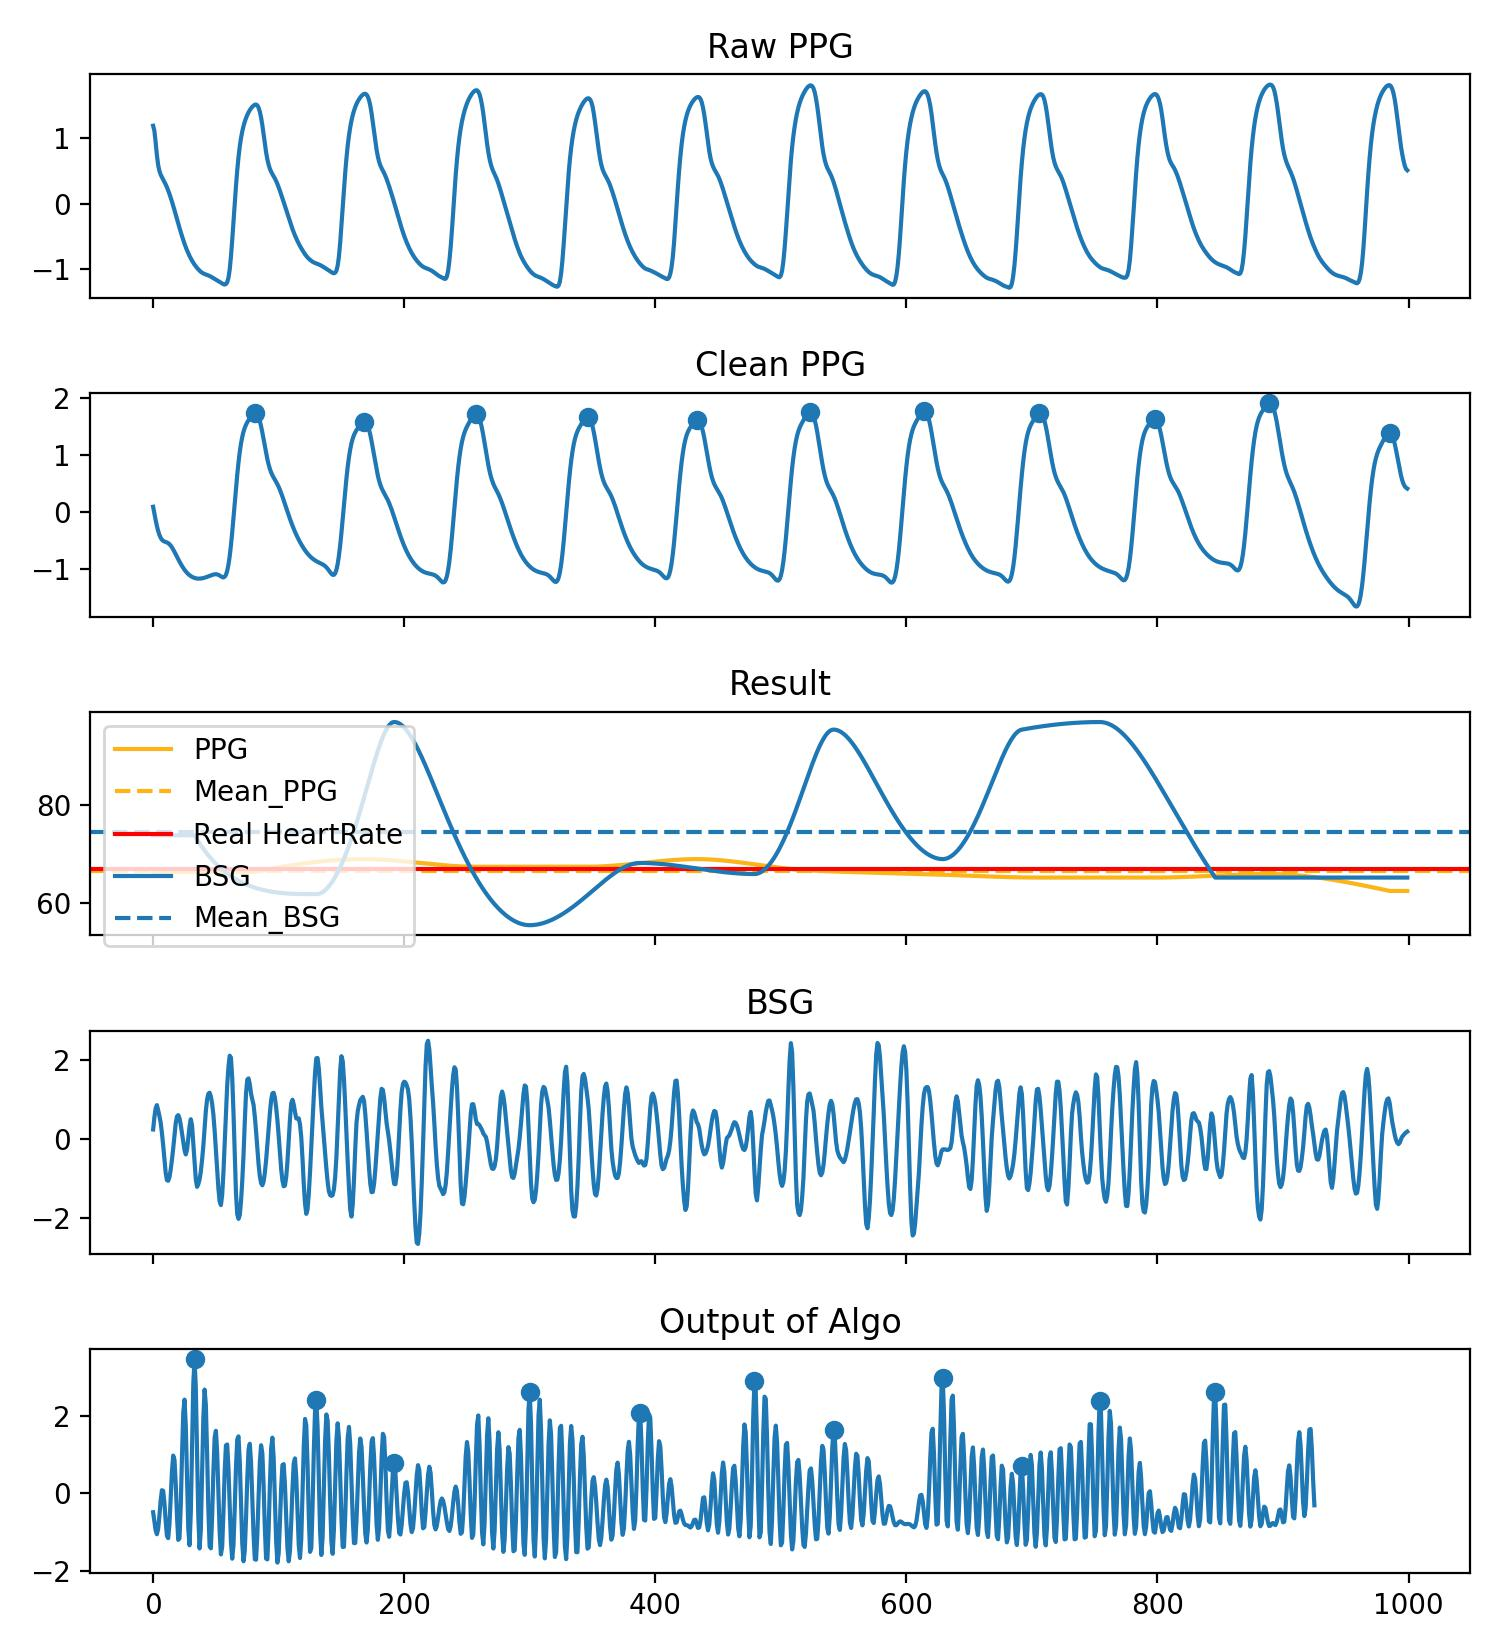 Raw PPG
1
0
−1
Clean PPG
2
1
0
−1
Result
80
60
PPG
Mean_PPG
Real HeartRate
BSG
Mean_BSG
BSG
2
0
−2
Output of Algo
2
0
−2
0 200 400 600 800 1000